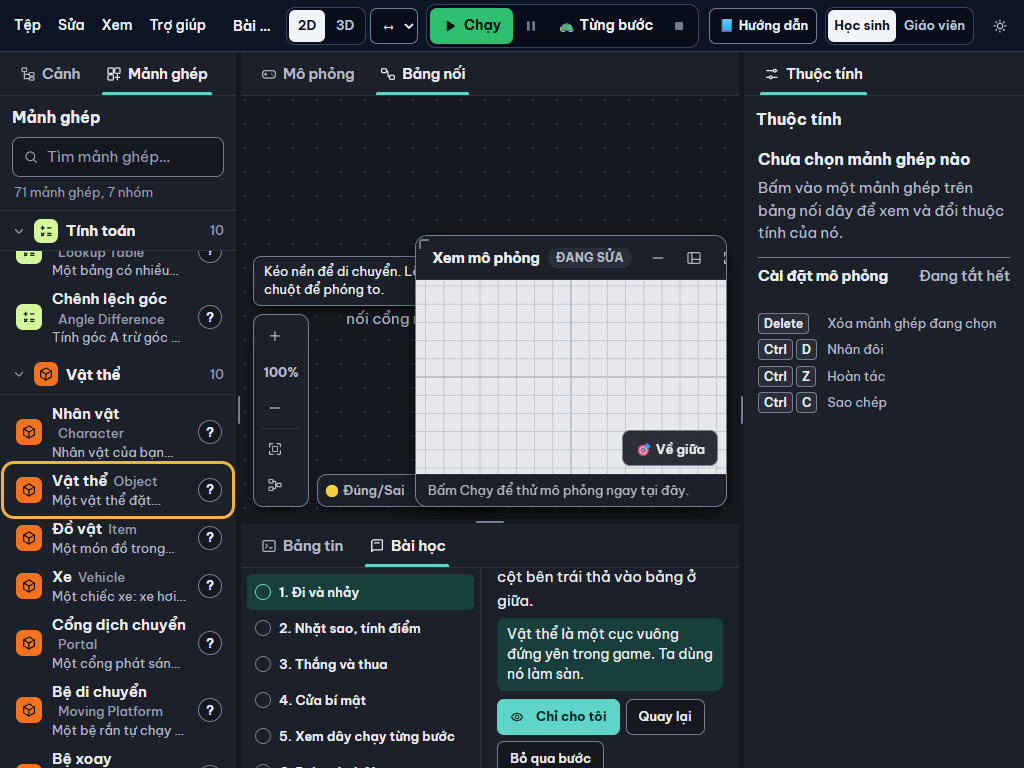 Tệp Sửa Xem Trợ giúp Bài ... 2D 3D Chạy Từng bước Hướng dẫn Học sinh Giáo viên
Cảnh Mảnh ghép
Mô phỏng Bảng nối
Thuộc tính
Mảnh ghép
Tìm mảnh ghép...
71 mảnh ghép, 7 nhóm
Tính toán 10
Lookup Table
Một bảng có nhiều...
Chênh lệch góc
Angle Difference
Tính góc A trừ góc ...
?
Vật thể 10
Nhân vật
Character
Nhân vật của bạn...
?
Vật thể Object
Một vật thể đặt...
?
Đồ vật Item
Một món đồ trong...
?
Xe Vehicle
Một chiếc xe: xe hơi...
?
Cổng dịch chuyển
Portal
Một cổng phát sán...
?
Bệ di chuyển
Moving Platform
Một bệ rắn tự chạy ...
?
Bệ xoay
Kéo nền để di chuyển. L
chuột để phóng to.
nối cổng
+
100%
−
Đúng/Sai
Xem mô phỏng ĐANG SỬA
Về giữa
Bấm Chạy để thử mô phỏng ngay tại đây.
Bảng tin Bài học
1. Đi và nhảy
2. Nhặt sao, tính điểm
3. Thắng và thua
4. Cửa bí mật
5. Xem dây chạy từng bước
cột bên trái thả vào bảng ở
giữa.
Vật thể là một cục vuông
đứng yên trong game. Ta dùng
nó làm sàn.
Chỉ cho tôi Quay lại
Bỏ qua bước
Thuộc tính
Chưa chọn mảnh ghép nào
Bấm vào một mảnh ghép trên
bảng nối dây để xem và đổi thuộc
tính của nó.
Cài đặt mô phỏng Đang tắt hết
Delete Xóa mảnh ghép đang chọn
Ctrl D Nhân đôi
Ctrl Z Hoàn tác
Ctrl C Sao chép